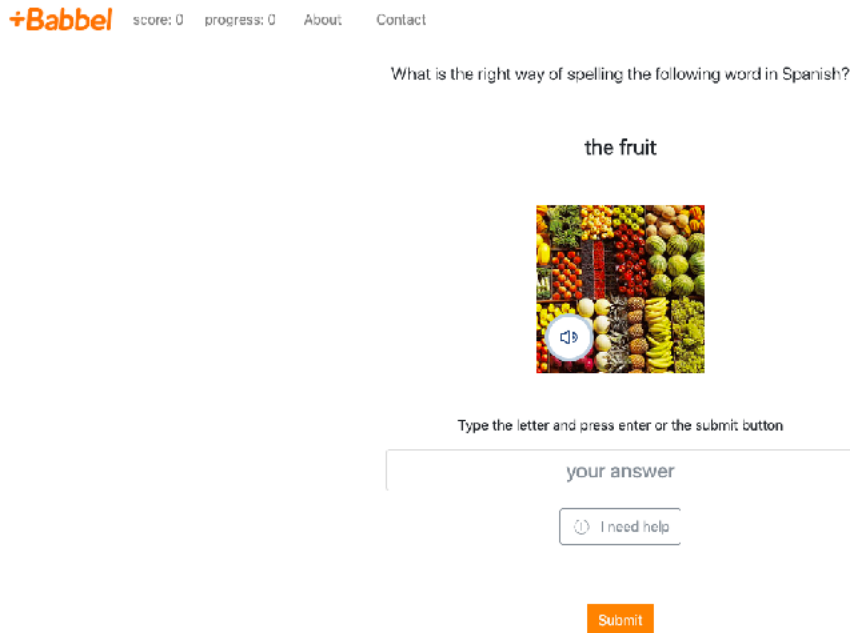 +Babbel score: 0 progress: 0 About Contact
What is the right way of spelling the following word in Spanish?
the fruit
Type the letter and press enter or the submit button
your answer
I need help
Submit